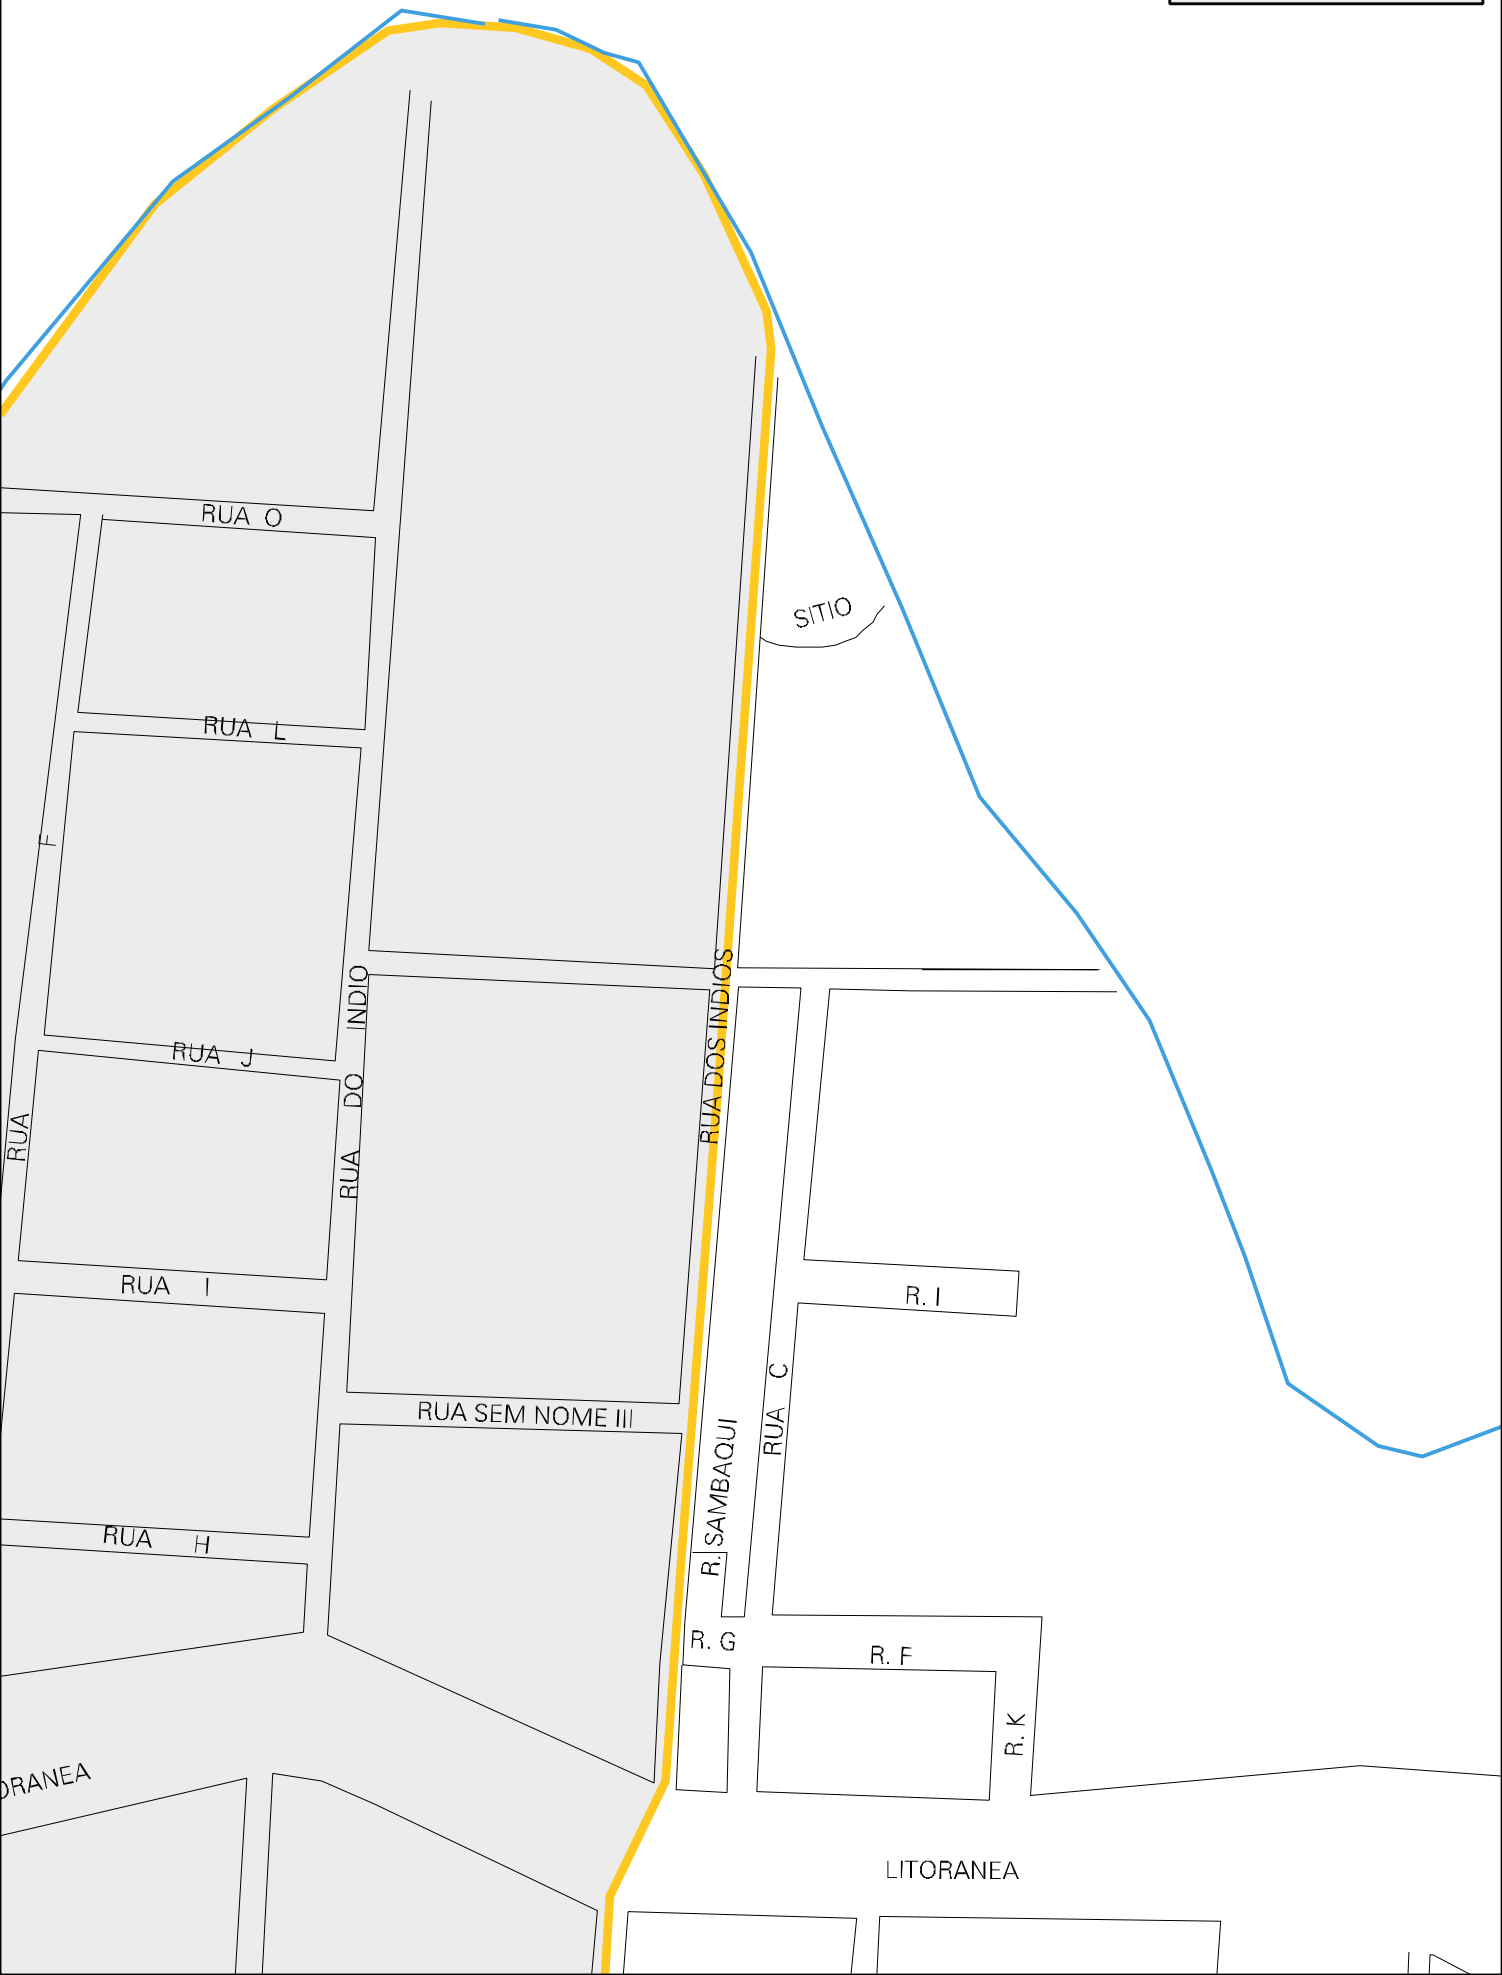 RUA O
SITIO
RUA L
RUA F
RUA DO INDIO
RUA DOS INDIOS
RUA J
RUA I
R. I
RUA C
RUA SEM NOME III
R. SAMBAQUI
RUA H
R. G
R. F
R. K
ORANEA
LITORANEA